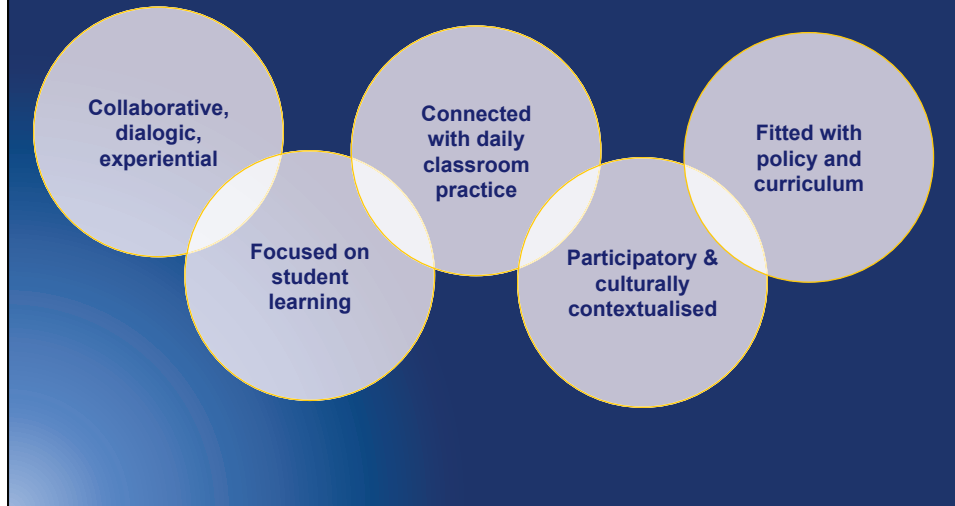 Collaborative,
dialogic,
experiential
Focused on
student
learning
Connected
with daily
classroom
practice
Participatory &
culturally
contextualised
Fitted with
policy and
curriculum